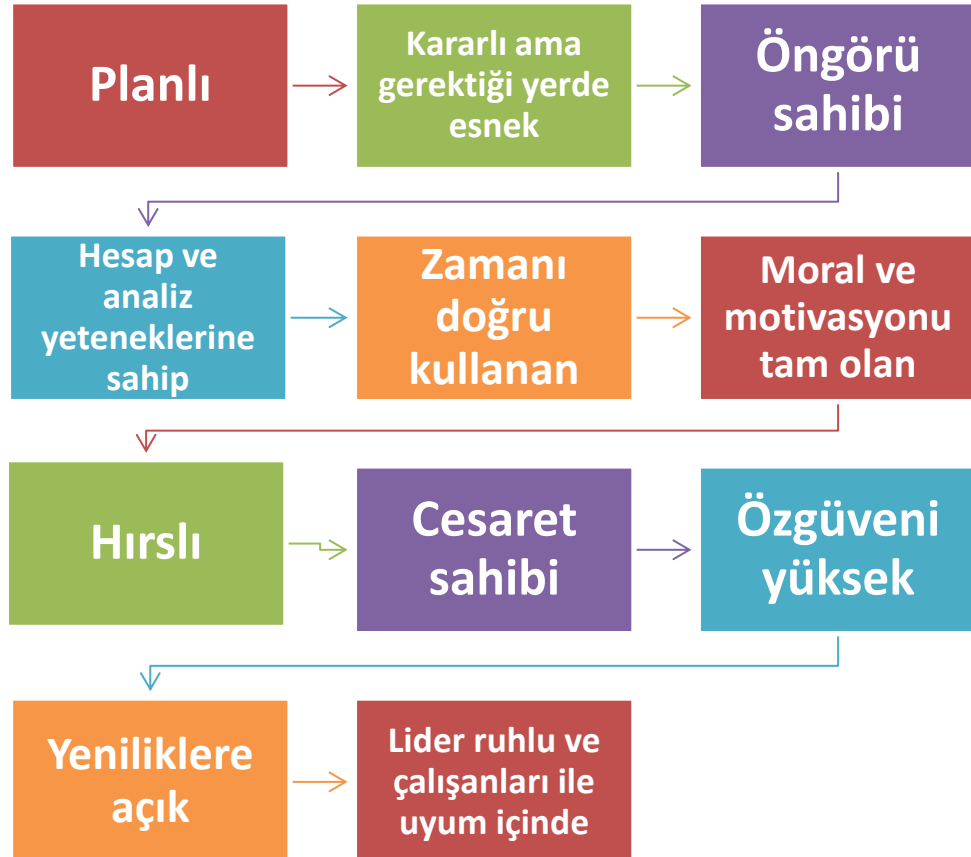 Planlı
Kararlı ama
gerektiği yerde
esnek
Öngörü
sahibi
Hesap ve
analiz
yeteneklerine
sahip
Zamanı
doğru
kullanan
Moral ve
motivasyonu
tam olan
Hırslı
Cesaret
sahibi
Özgüveni
yüksek
Yeniliklere
açık
Lider ruhlu ve
çalışanları ile
uyum içinde